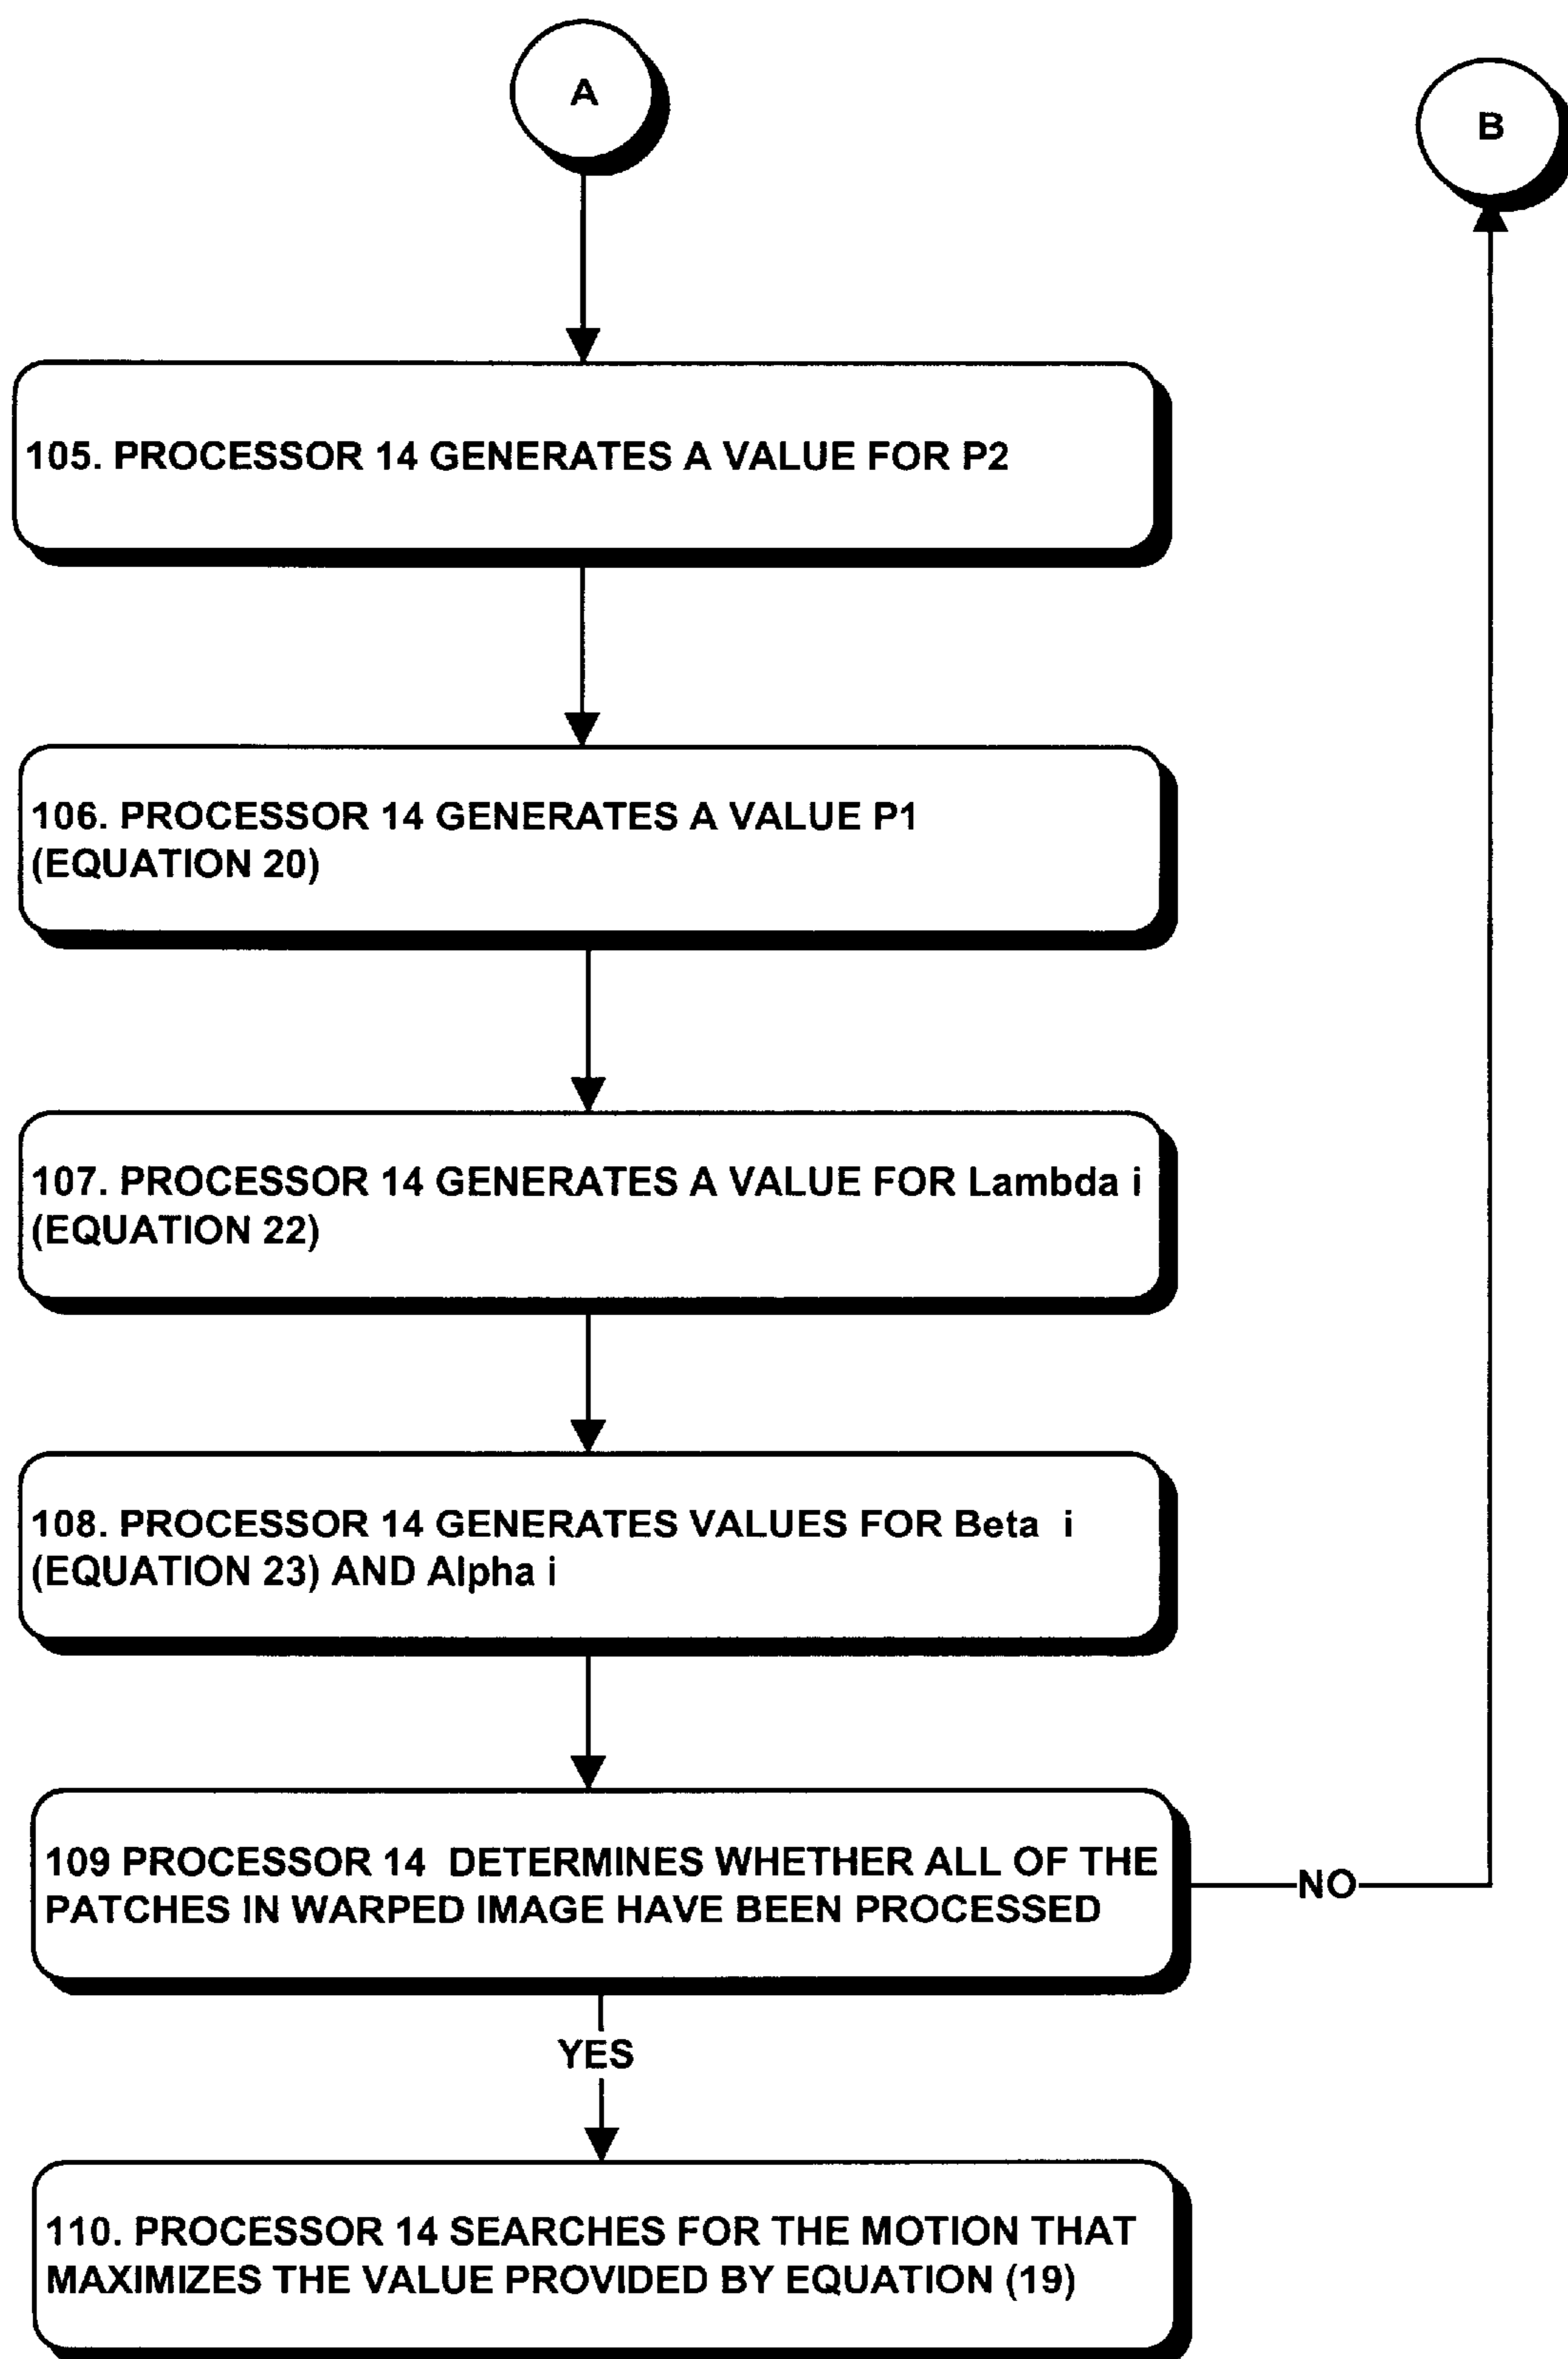 A
B
105. PROCESSOR 14 GENERATES A VALUE FOR P2
106. PROCESSOR 14 GENERATES A VALUE P1
(EQUATION 20)
107. PROCESSOR 14 GENERATES A VALUE FOR Lambda i
(EQUATION 22)
108. PROCESSOR 14 GENERATES VALUES FOR Beta i
(EQUATION 23) AND Alpha i
109 PROCESSOR 14 DETERMINES WHETHER ALL OF THE
PATCHES IN WARPED IMAGE HAVE BEEN PROCESSED
NO
YES
110. PROCESSOR 14 SEARCHES FOR THE MOTION THAT
MAXIMIZES THE VALUE PROVIDED BY EQUATION (19)